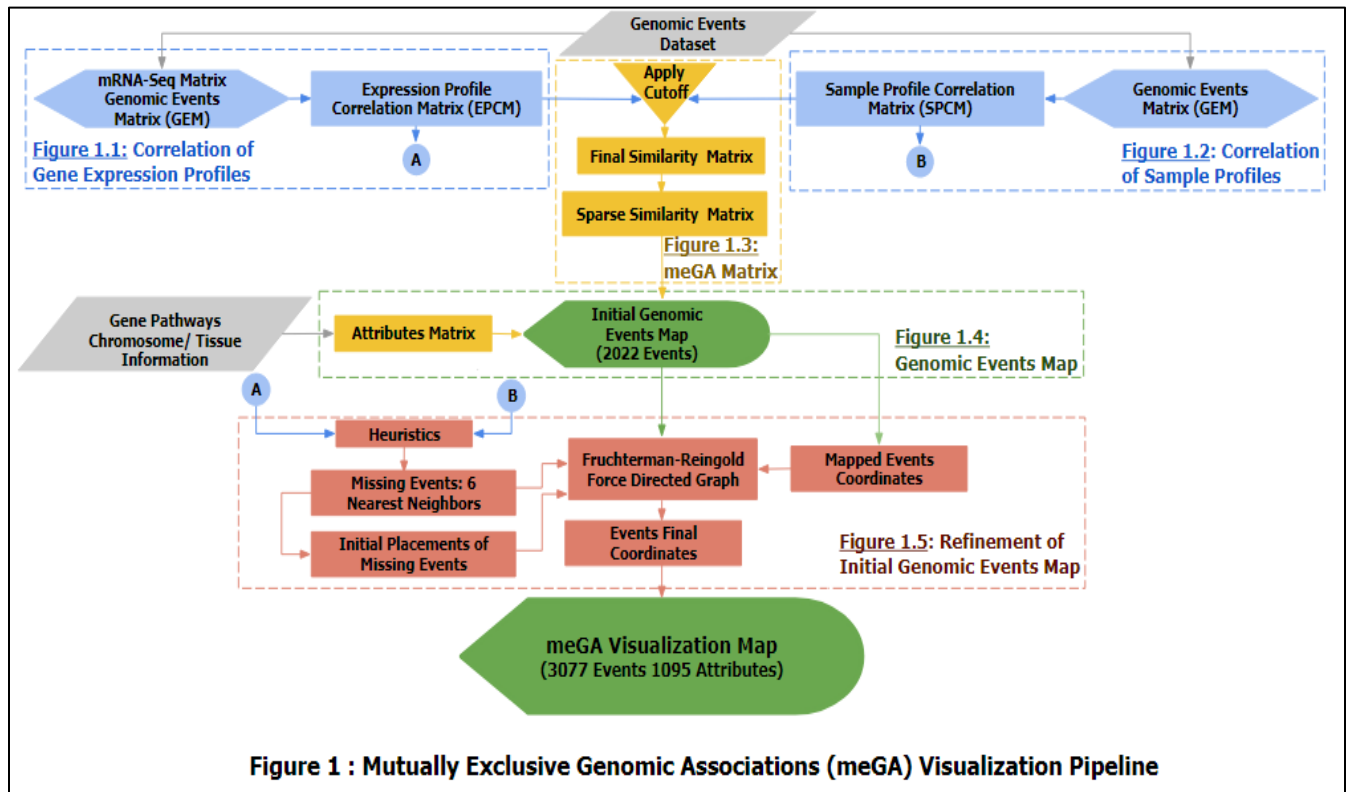 Genomic Events
Dataset
mRNA-Seq Matrix
Genomic Events
Matrix (GEM)
Expression Profile
Correlation Matrix (EPCM)
Apply
Cutoff
Sample Profile Correlation
Matrix (SPCM)
Genomic Events
Matrix (GEM)
A
B
Figure 1.1: Correlation of
Gene Expression Profiles
Final Similarity Matrix
Figure 1.2: Correlation
of Sample Profiles
Sparse Similarity Matrix
Figure 1.3:
meGA Matrix
Gene Pathways
Chromosome/ Tissue
Information
Attributes Matrix
Initial Genomic
Events Map
(2022 Events)
Figure 1.4:
Genomic Events Map
A
B
Heuristics
Missing Events: 6
Nearest Neighbors
Fruchterman-Reingold
Force Directed Graph
Mapped Events
Coordinates
Initial Placements of
Missing Events
Events Final
Coordinates
Figure 1.5: Refinement of
Initial Genomic Events Map
meGA Visualization Map
(3077 Events 1095 Attributes)
Figure 1 : Mutually Exclusive Genomic Associations (meGA) Visualization Pipeline